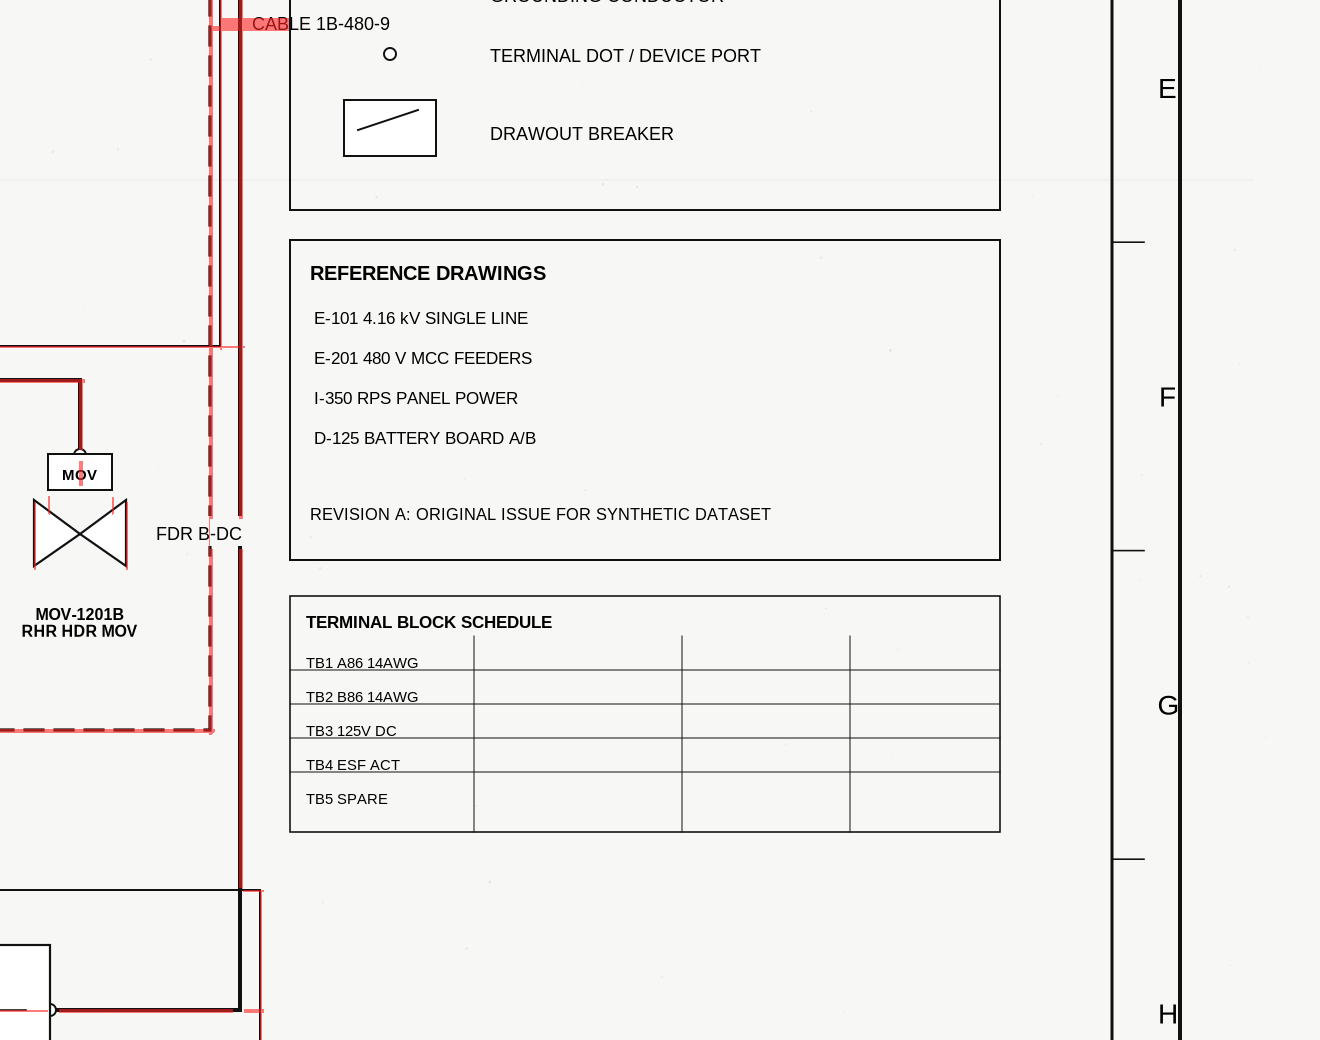 GROUNDING CONDUCTOR
CABLE 1B-480-9
TERMINAL DOT / DEVICE PORT
DRAWOUT BREAKER
E
REFERENCE DRAWINGS
E-101 4.16 kV SINGLE LINE
E-201 480 V MCC FEEDERS
I-350 RPS PANEL POWER
D-125 BATTERY BOARD A/B
REVISION A: ORIGINAL ISSUE FOR SYNTHETIC DATASET
F
MOV
FDR B-DC
MOV-1201B
RHR HDR MOV
TERMINAL BLOCK SCHEDULE
TB1 A86 14AWG
TB2 B86 14AWG
TB3 125V DC
TB4 ESF ACT
TB5 SPARE
G
H